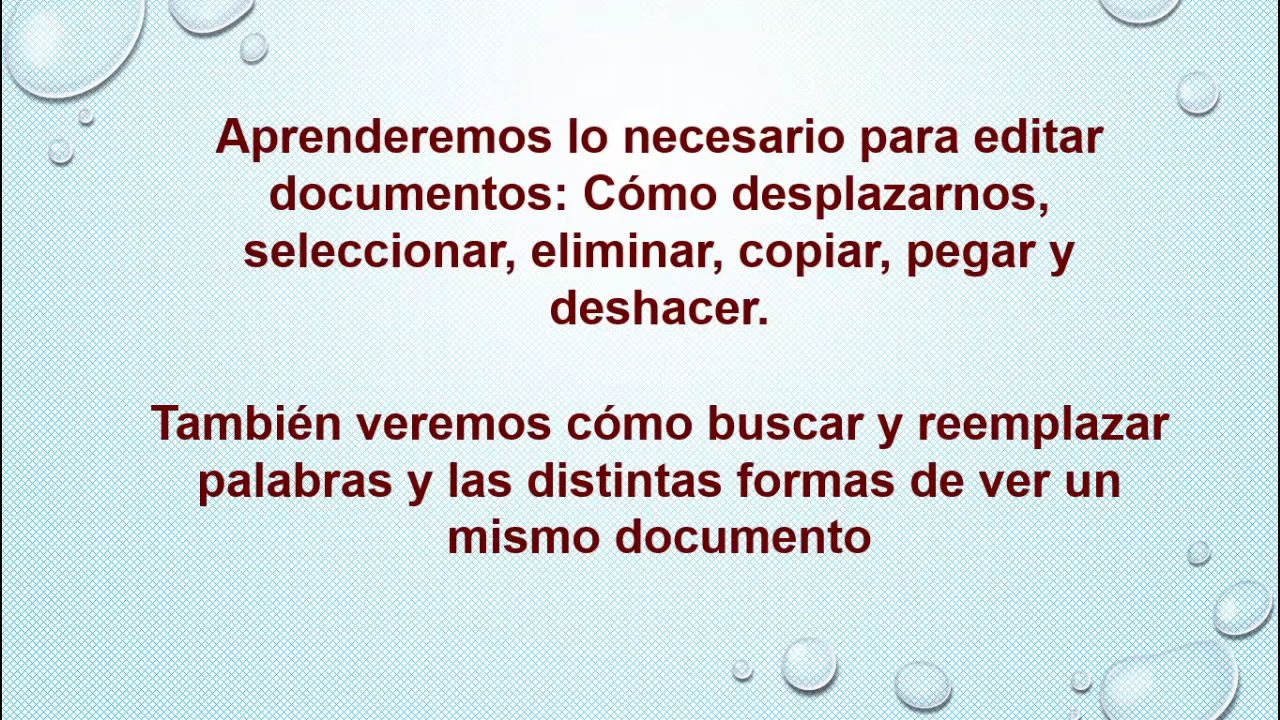 Aprenderemos lo necesario para editar
documentos: Cómo desplazarnos,
seleccionar, eliminar, copiar, pegar y
deshacer.
También veremos cómo buscar y reemplazar
palabras y las distintas formas de ver un
mismo documento